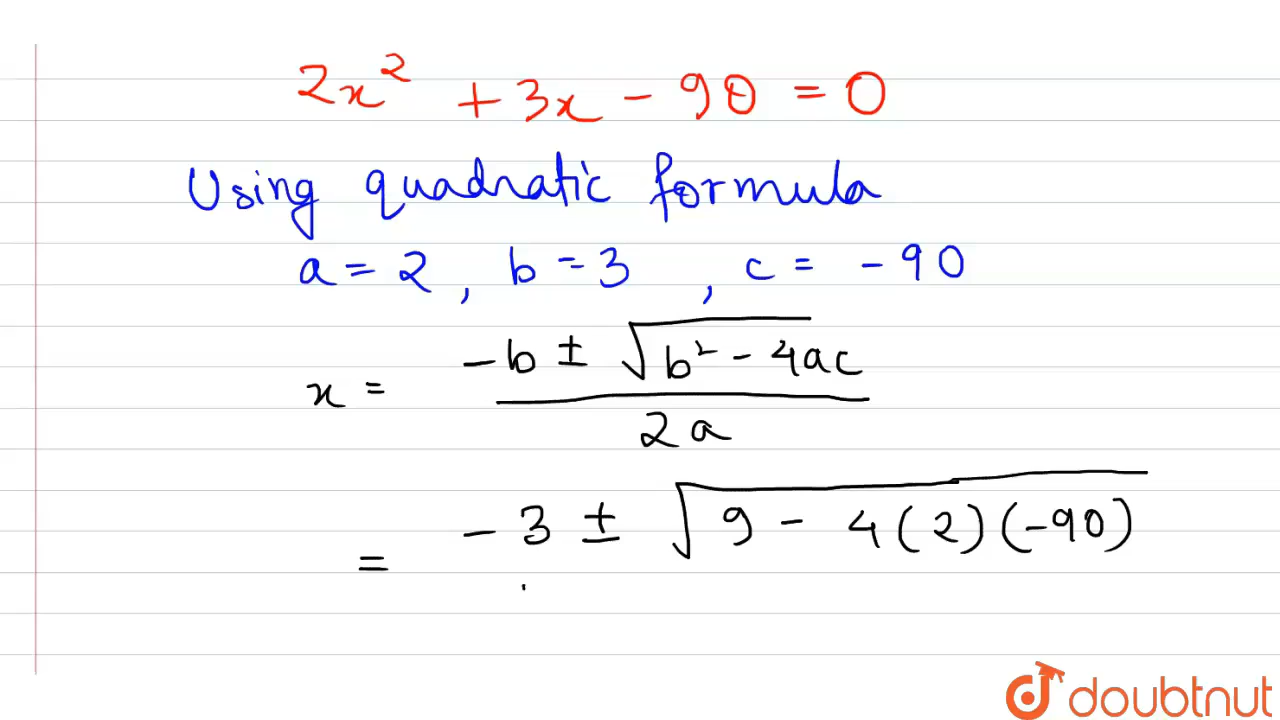 2x² + 3x - 90 = 0
Using quadratic formula
a = 2, b = 3, c = -90
x = (-b ± √(b² - 4ac)) / 2a
= -3 ± √(9 - 4(2)(-90))
doubtnut